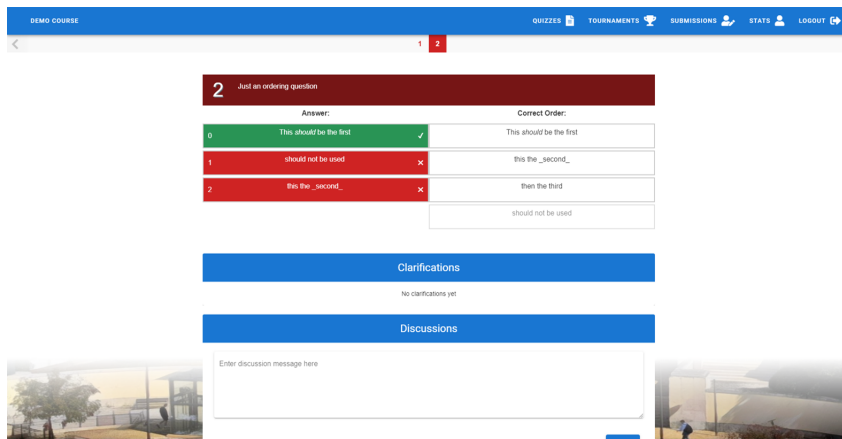 DEMO COURSE
QUIZZES TOURNAMENTS SUBMISSIONS STATS LOGOUT
1 2
2 Just an ordering question
Answer: Correct Order:
0 This should be the first This should be the first
1 should not be used this the _second_
2 this the _second_ then the third
should not be used
Clarifications
No clarifications yet
Discussions
Enter discussion message here